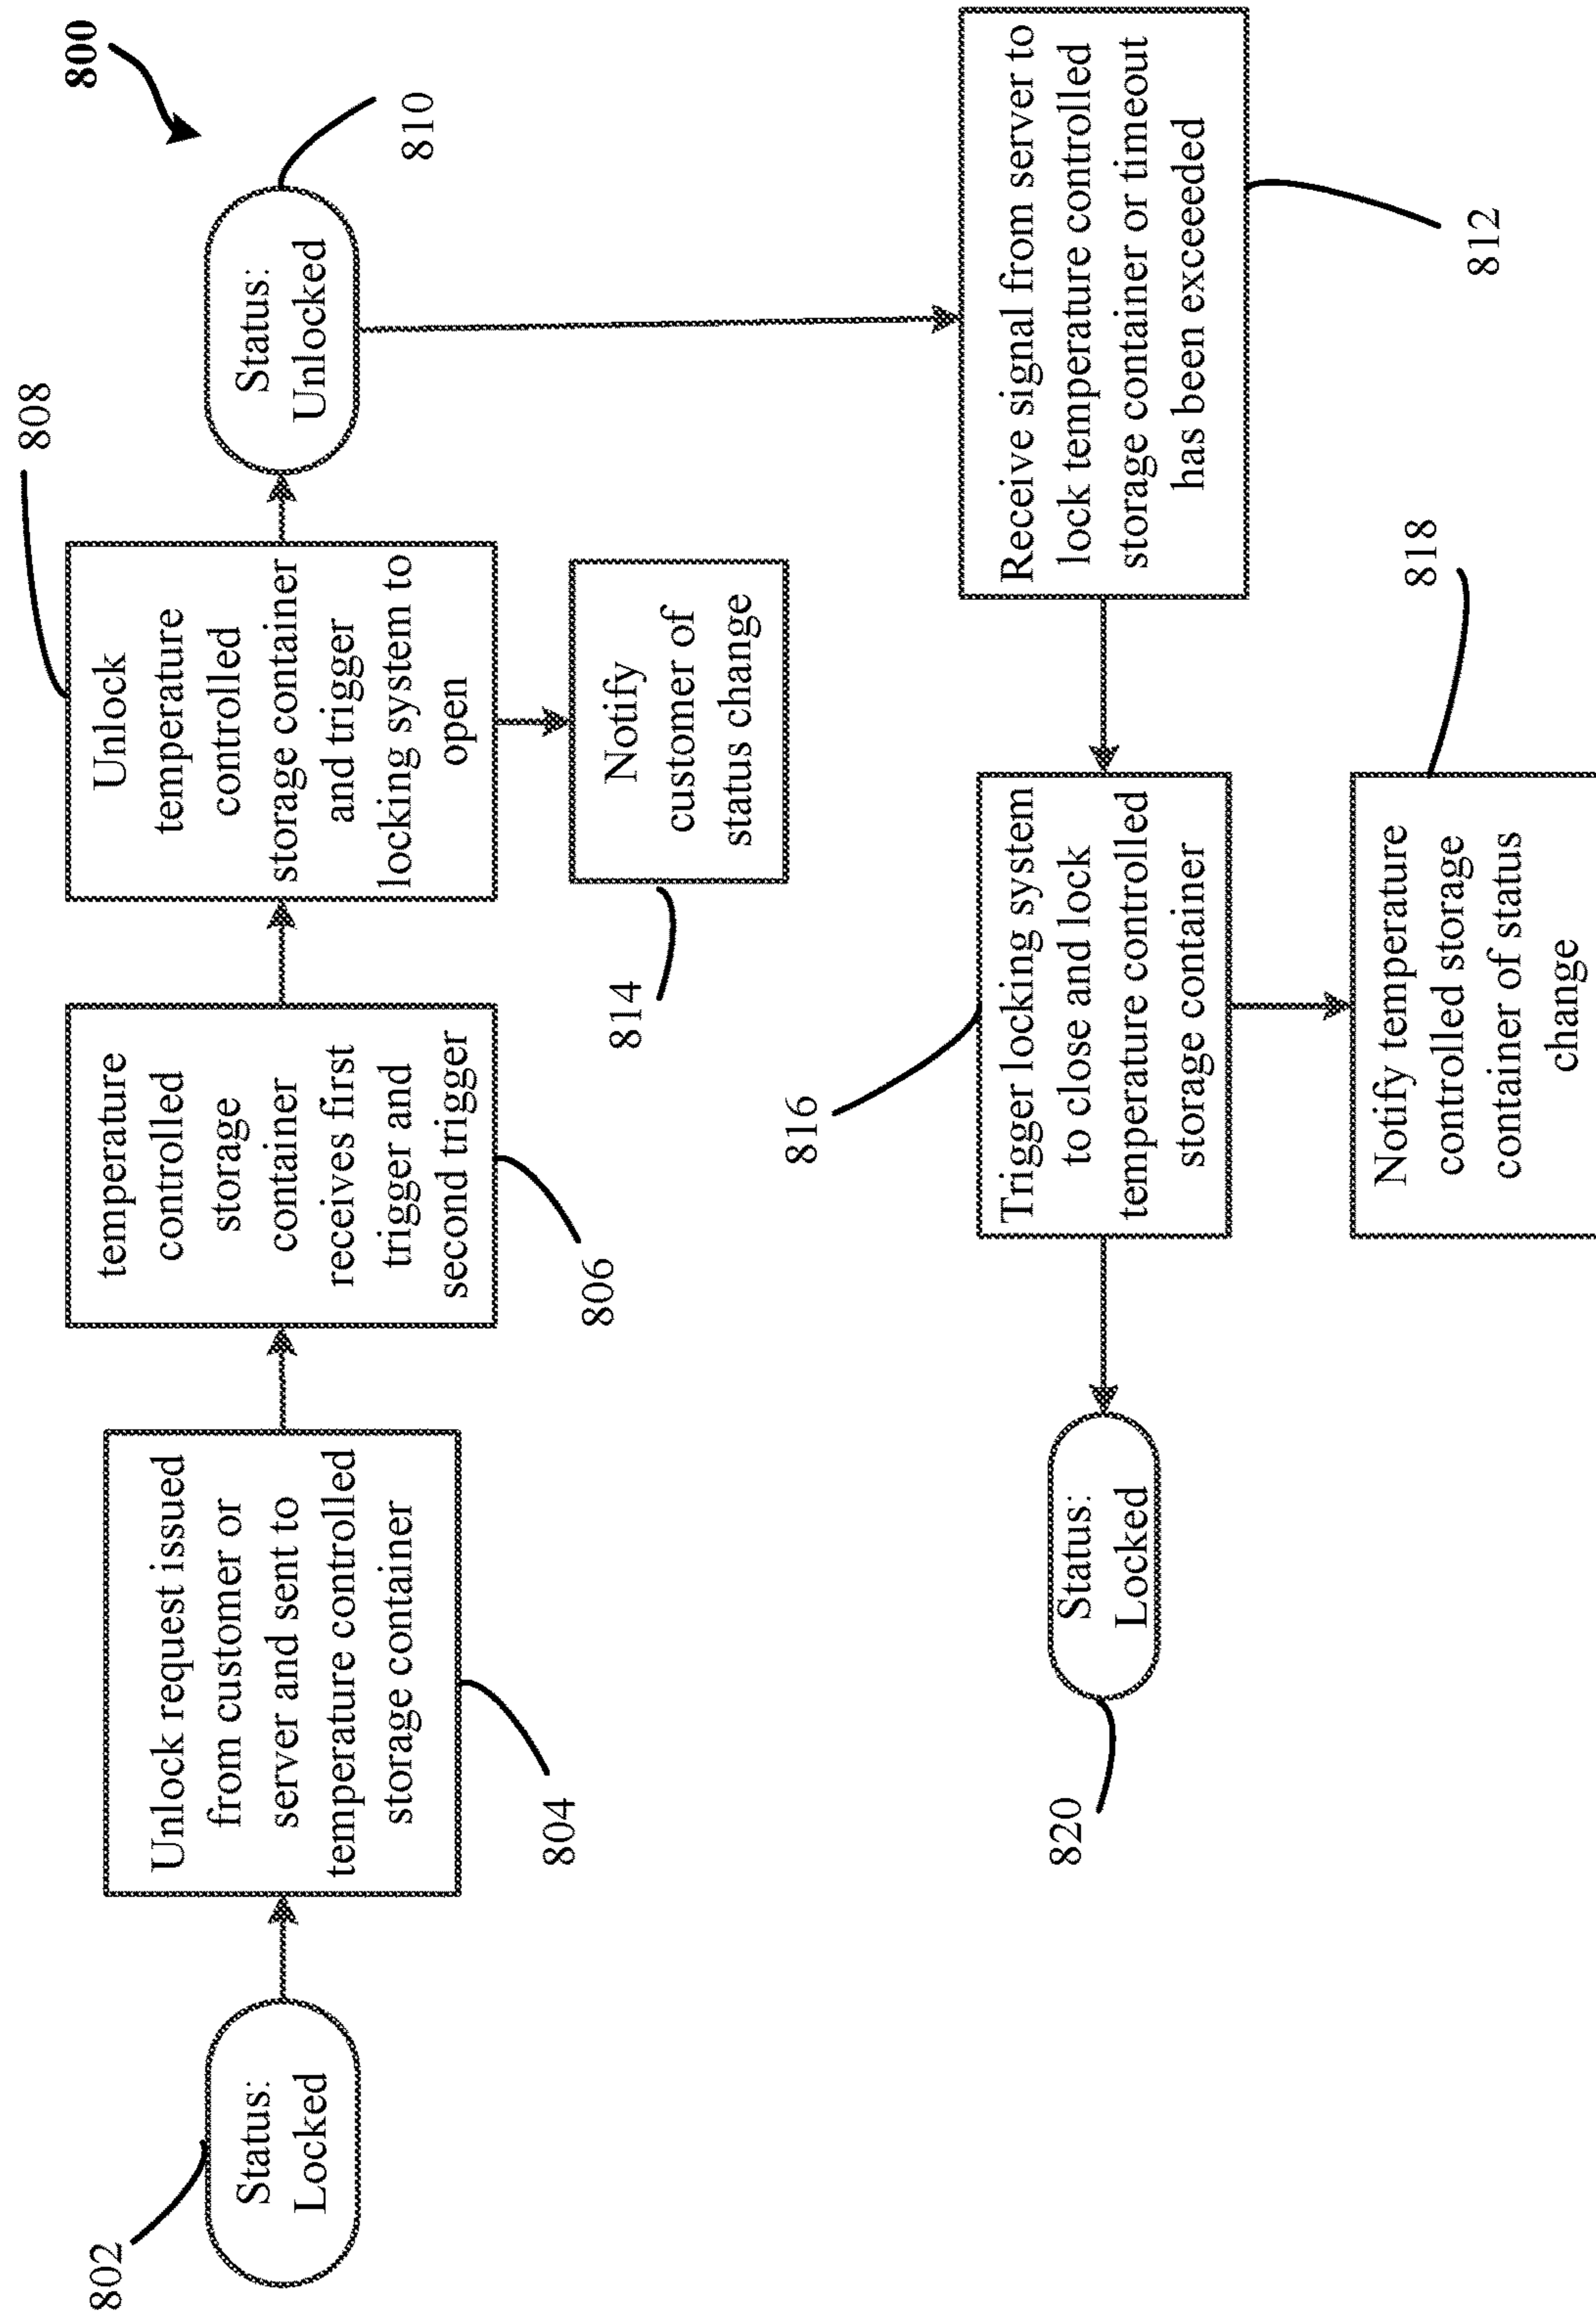 800
802
Status:
Locked
Unlock request issued
from customer or
server and sent to
temperature controlled
storage container
804
temperature
controlled
storage
container
receives first
trigger and
second trigger
806
808
Unlock
temperature
controlled
storage container
and trigger
locking system to
open
Status:
Unlocked
810
Notify
customer of
status change
814
Receive signal from server to
lock temperature controlled
storage container or timeout
has been exceeded
812
816
Trigger locking system
to close and lock
temperature controlled
storage container
818
Notify temperature
controlled storage
container of status
change
Status:
Locked
820